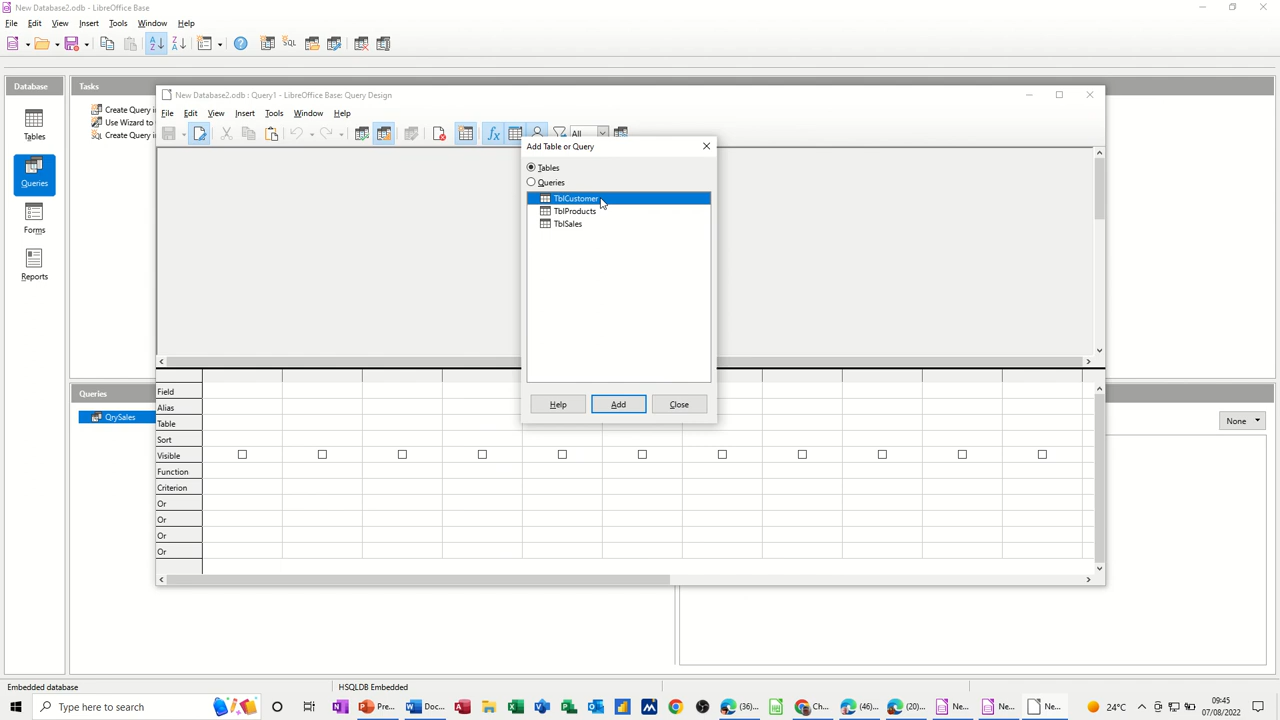 New Database2.odb - LibreOffice Base
File Edit View Insert Tools Window Help
Database
Tasks
Tables
Queries
Forms
Reports
Create Query i
Use Wizard to
Create Query i
New Database2.odb : Query1 - LibreOffice Base: Query Design
File Edit View Insert Tools Window Help
All
Add Table or Query
Tables
Queries
TblCustomer
TblProducts
TblSales
Help Add Close
Field
Alias
Table
Sort
Visible
Function
Criterion
Or
Or
Or
Or
Queries
QrySales
None
Embedded database
HSQLDB Embedded
Type here to search
Pre... Doc... (36)... Ch... (46)... (20)... Ne... Ne... Ne...
24°C
09:45
07/08/2022